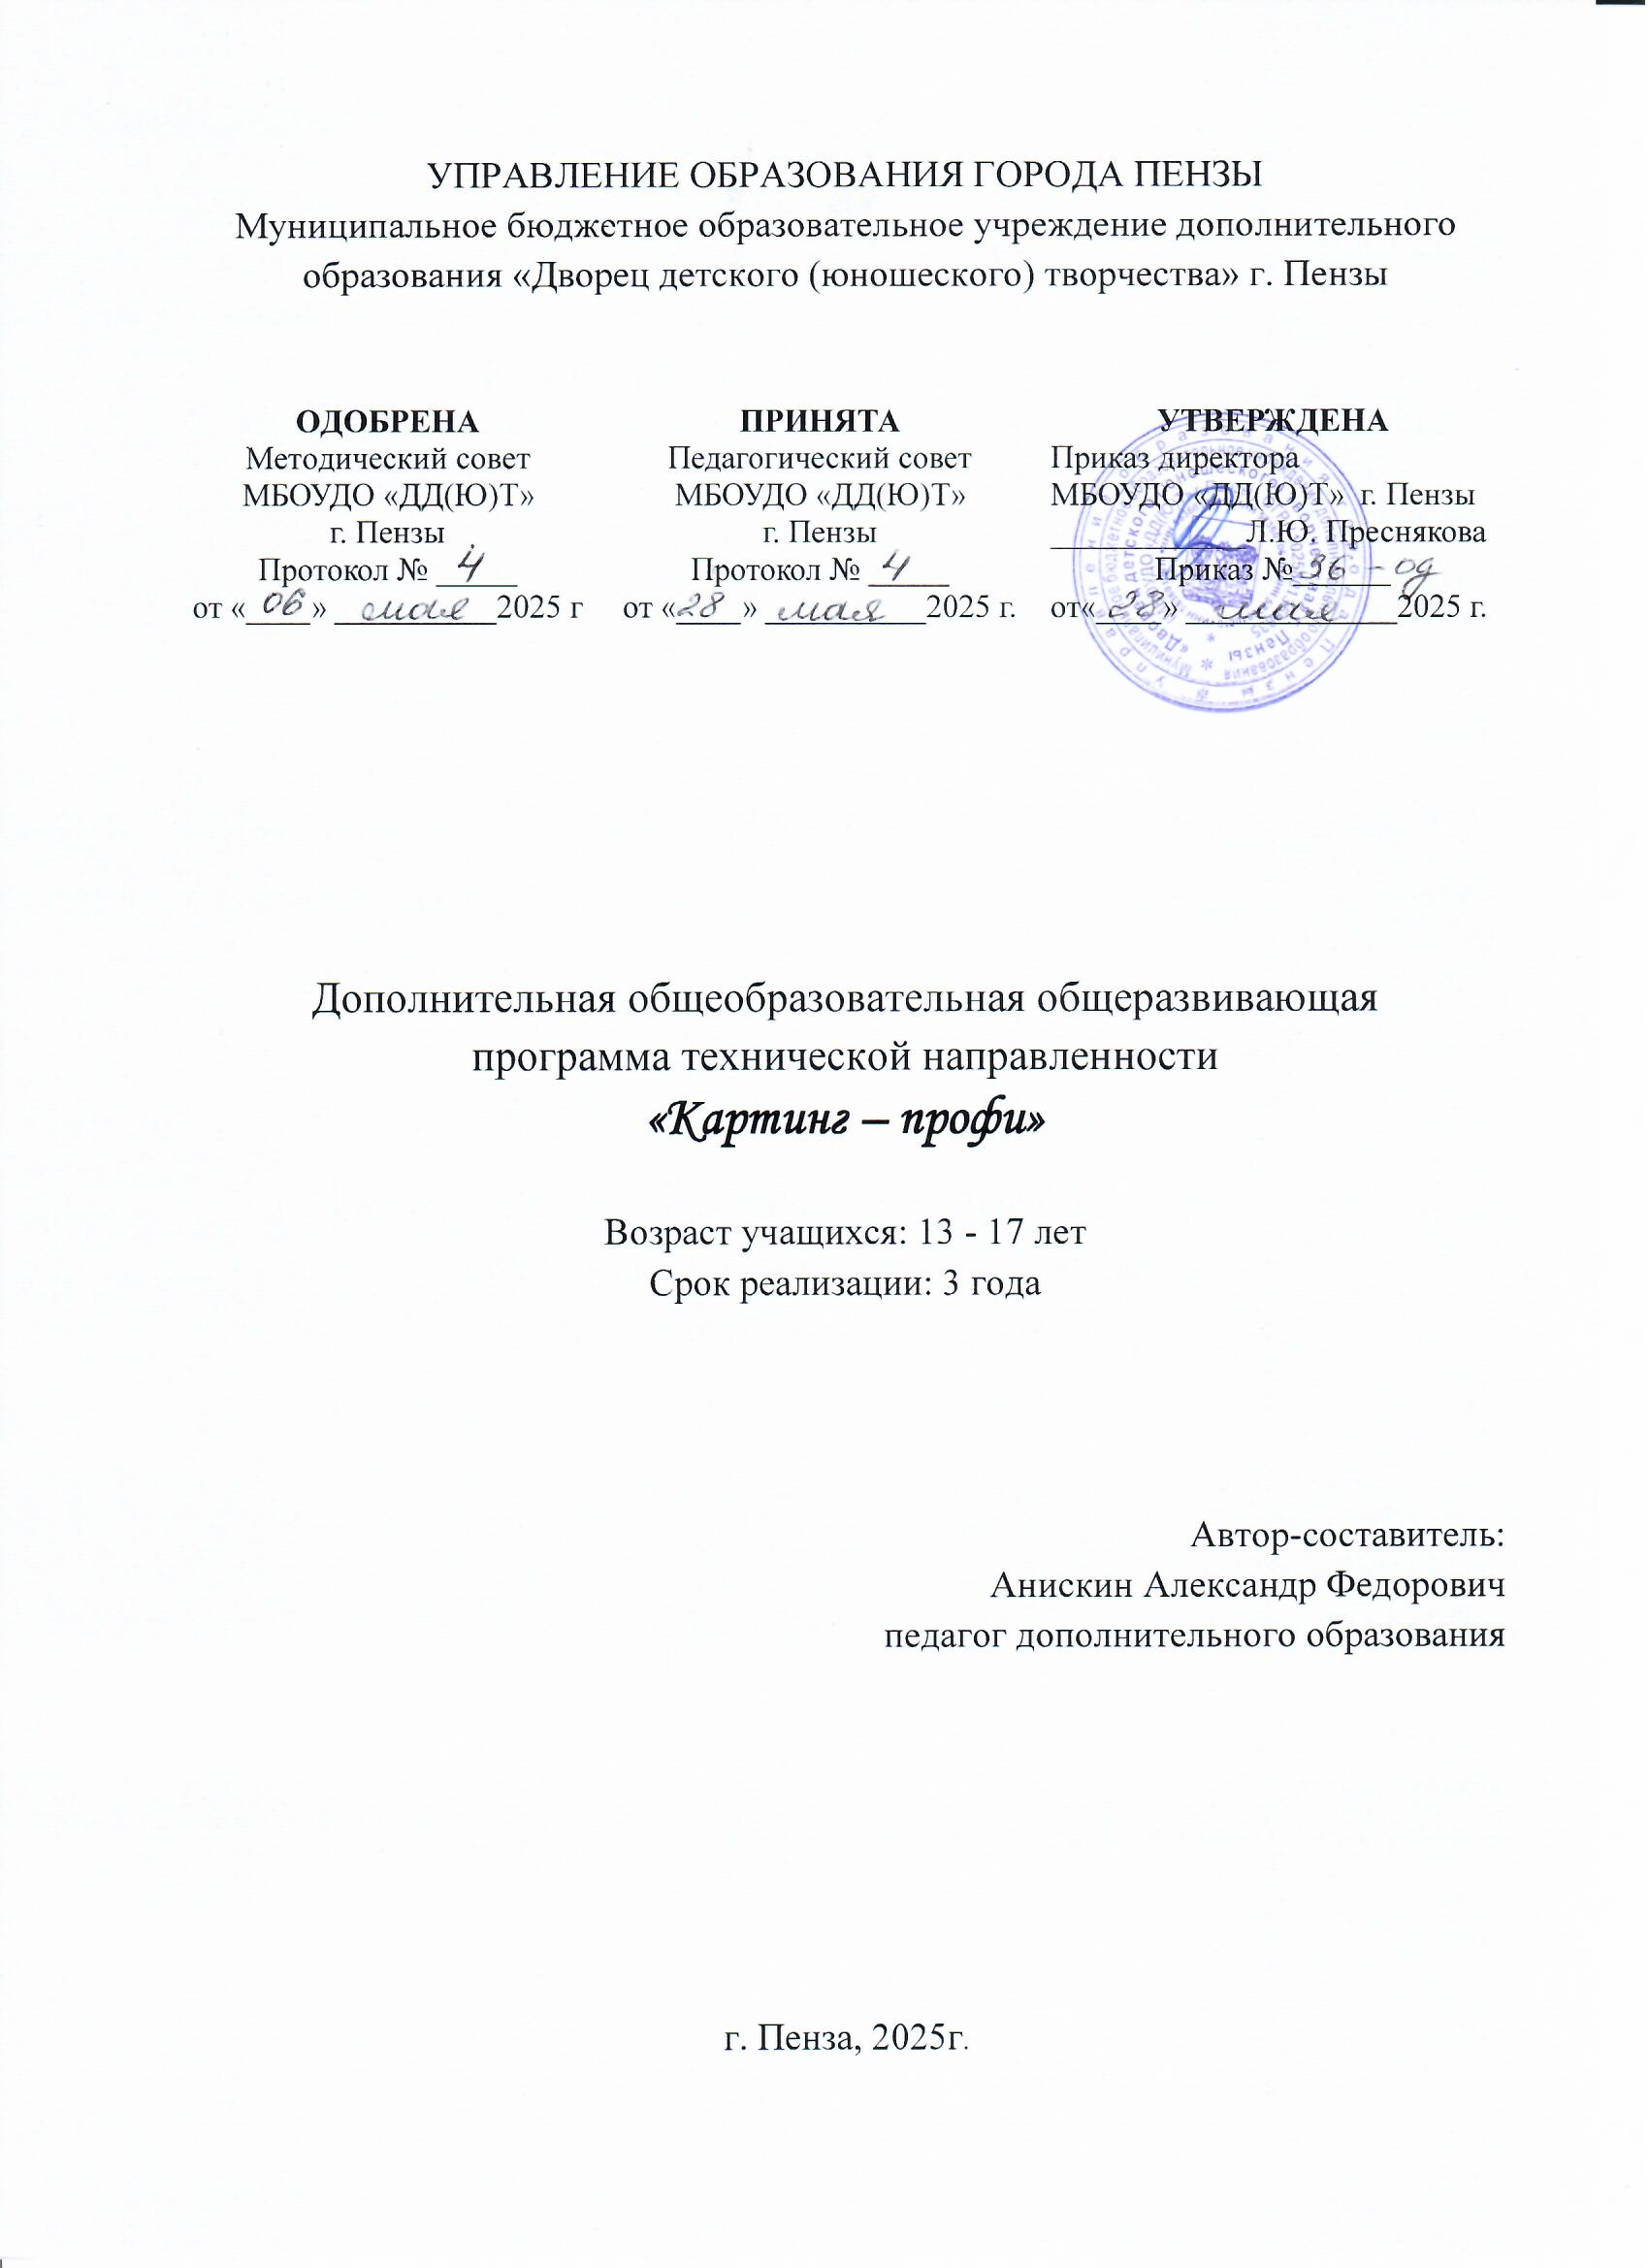 УПРАВЛЕНИЕ ОБРАЗОВАНИЯ ГОРОДА ПЕНЗЫ
Муниципальное бюджетное образовательное учреждение дополнительного
образования «Дворец детского (юношеского) творчества» г. Пензы
ОДОБРЕНА
Методический совет
МБОУДО «ДД(Ю)Т»
г. Пензы
Протокол № 4
от «06» мая 2025 г
ПРИНЯТА
Педагогический совет
МБОУДО «ДД(Ю)Т»
г. Пензы
Протокол № 4
от «28» мая 2025 г.
УТВЕРЖДЕНА
Приказ директора
МБОУДО «ДД(Ю)Т» г. Пензы
Л.Ю. Преснякова
Приказ № 36 - од
от« 28» мая 2025 г.
Дополнительная общеобразовательная общеразвивающая
программа технической направленности
«Картинг – профи»
Возраст учащихся: 13 - 17 лет
Срок реализации: 3 года
Автор-составитель:
Анискин Александр Федорович
педагог дополнительного образования
г. Пенза, 2025г.